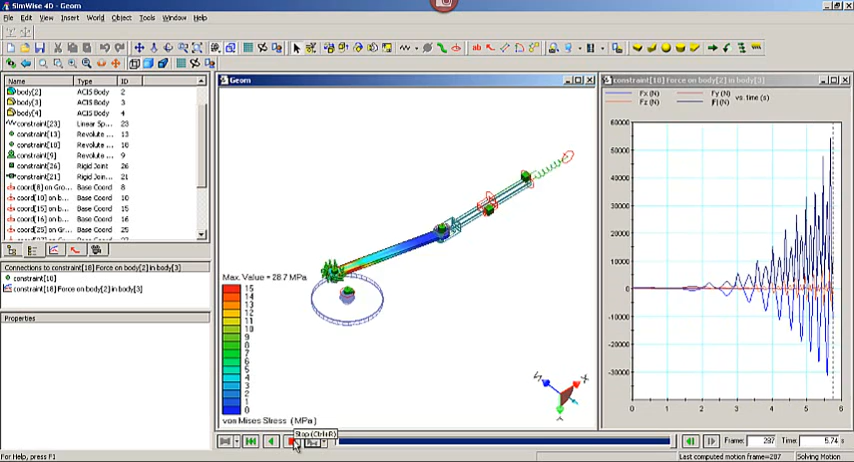 SimWise 4D - Geom
File Edit View Insert World Object Tools Window Help
Name Type ID
body[2] ACIS Body 2
body[3] ACIS Body 3
body[4] ACIS Body 4
constraint[23] Linear Sp... 23
constraint[13] Revolute ... 13
constraint[10] Revolute ... 10
constraint[9] Revolute ... 9
constraint[26] Rigid Joint 26
constraint[21] Rigid Joint 21
coord[8] on Gro... Base Coord 8
coord[10] on b... Base Coord 10
coord[15] on b... Base Coord 15
coord[16] on b... Base Coord 16
coord[25] on Gr... Base Coord 25
Connections to constraint[18] Force on body[2] in body[3]
constraint[10]
constraint[18] Force on body[2] in body[3]
Properties
Geom
Max. Value = 28.7 MPa
15
14
13
12
11
10
9
8
7
6
5
4
3
2
1
0
von Mises Stress (MPa)
X
Stop (Ctrl+R)
constraint[18] Force on body[2] in body[3]
Fx (N) Fy (N)
Fz (N) |F|(N) vs. time (s)
60000
50000
40000
30000
20000
10000
0
-10000
-20000
-30000
0 1 2 3 4 5 6
Frame: 287 Time: 5.74 s
For Help, press F1
Last computed motion frame=287 Solving Motion